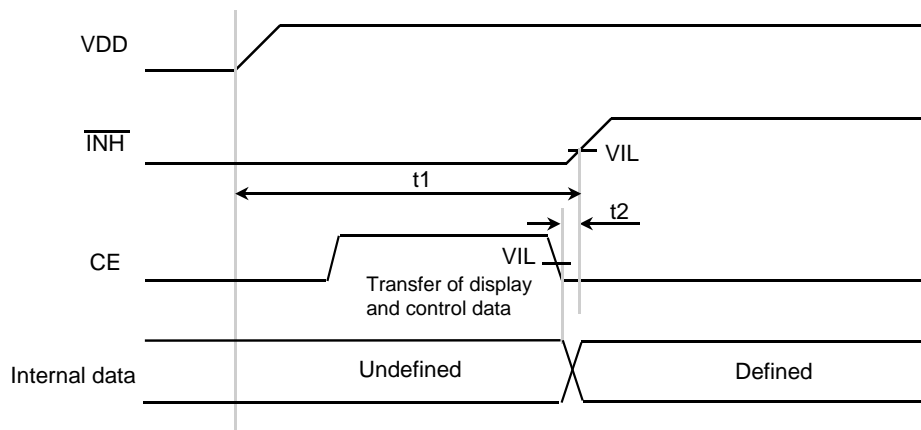 VDD
INH
VIL
t1
t2
CE
VIL
Transfer of display
and control data
Internal data
Undefined
Defined